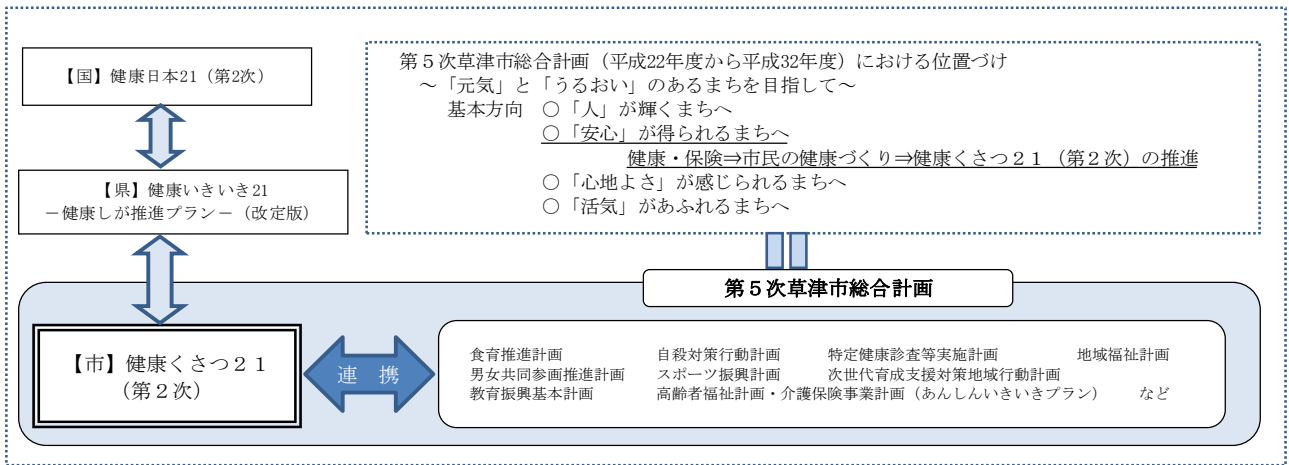 【国】健康日本21（第2次）
【県】健康いきいき21
－健康しが推進プラン－（改定版）
第５次草津市総合計画（平成22年度から平成32年度）における位置づけ
～「元気」と「うるおい」のあるまちを目指して～
基本方向　○「人」が輝くまちへ
○「安心」が得られるまちへ
健康・保険⇒市民の健康づくり⇒健康くさつ２１（第２次）の推進
○「心地よさ」が感じられるまちへ
○「活気」があふれるまちへ
第５次草津市総合計画
【市】健康くさつ２１
（第２次）
連　携
食育推進計画　自殺対策行動計画　特定健康診査等実施計画　地域福祉計画
男女共同参画推進計画　スポーツ振興計画　次世代育成支援対策地域行動計画
教育振興基本計画　高齢者福祉計画・介護保険事業計画（あんしんいきいきプラン）　など